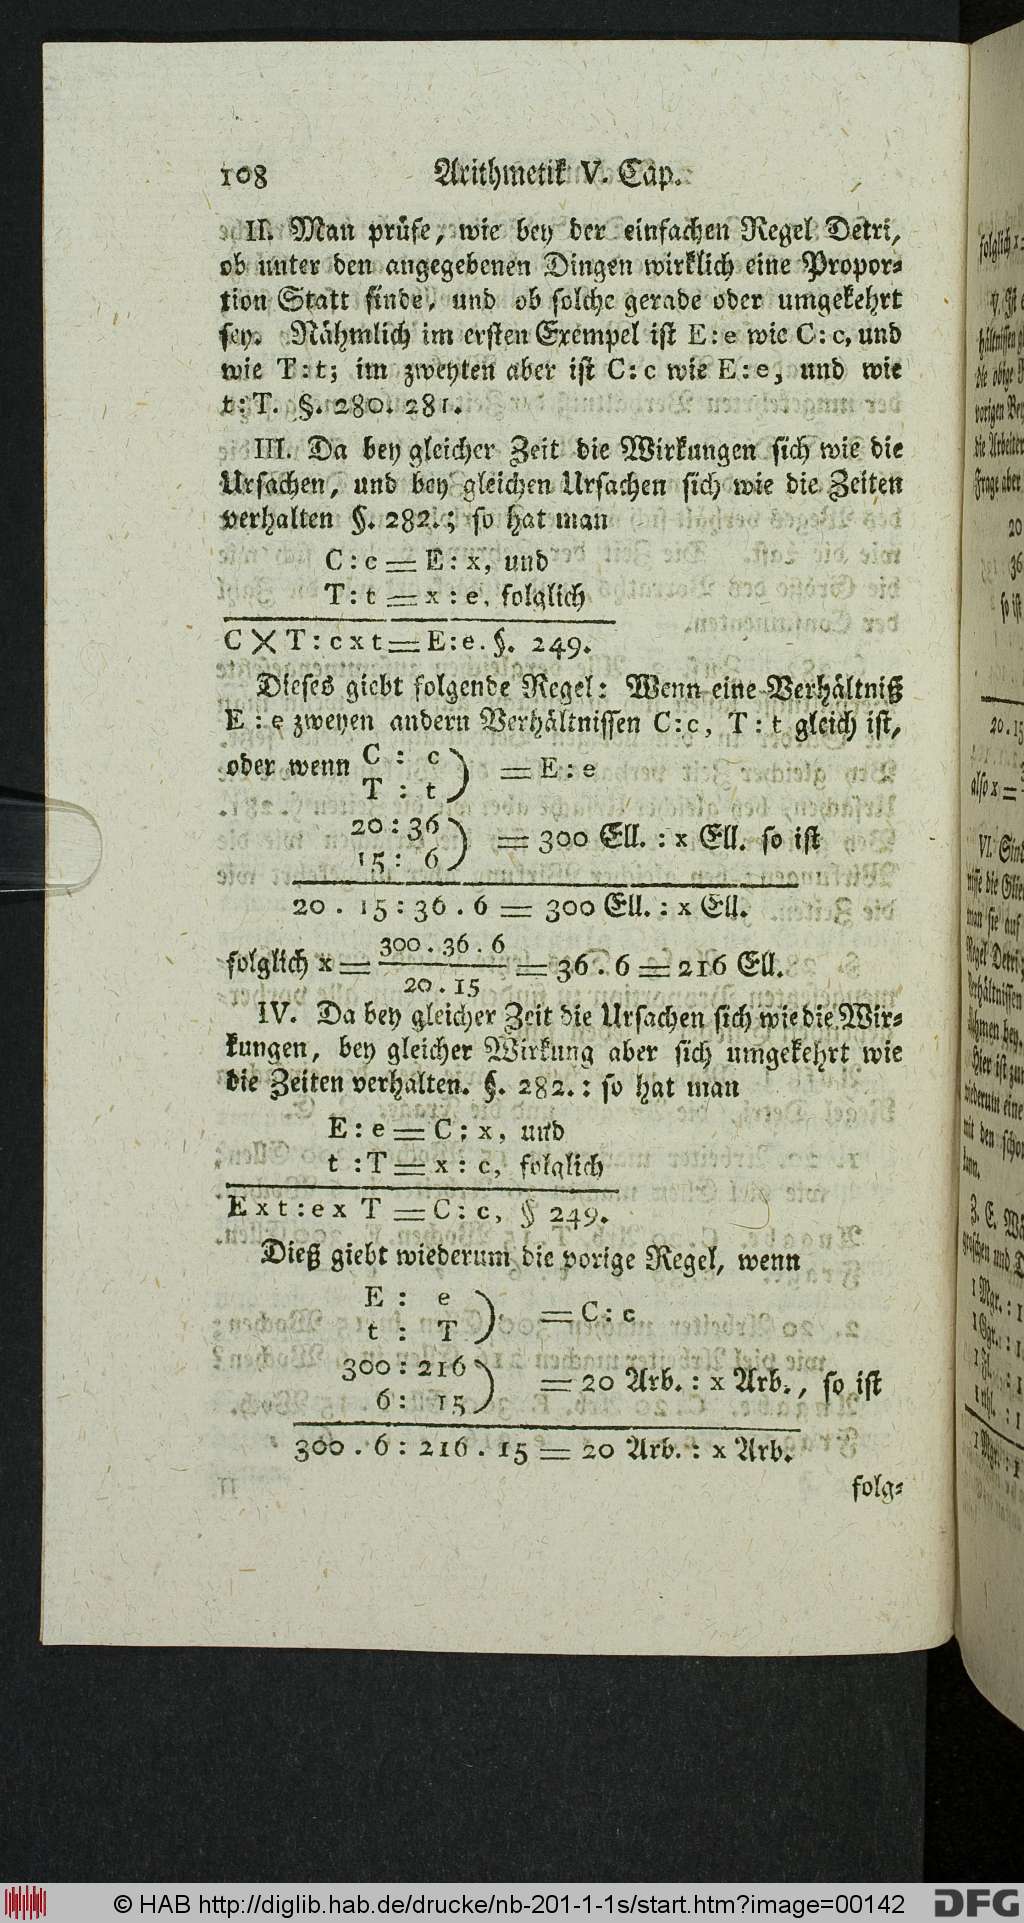 108 Arithmetik V. Cap.
II. Man prüfe, wie bey der einfachen Regel Detri,
ob unter den angegebenen Dingen wirklich eine Propor-
tion Statt finde, und ob solche gerade oder umgekehrt
sey. Nähmlich im ersten Exempel ist E : e wie C : c, und
wie T : t; im zweyten aber ist C : c wie E : e, und wie
t : T. §. 280. 281.
III. Da bey gleicher Zeit die Wirkungen sich wie die
Ursachen, und bey gleichen Ursachen sich wie die Zeiten
verhalten §. 282.; so hat man
C : c = E : x, und
T : t = x : e, folglich
C × T : c x t = E : e. §. 249.
Dieses giebt folgende Regel: Wenn eine Verhältniß
E : e zweyen andern Verhältnissen C : c, T : t gleich ist,
oder wenn C : c ) = E : e
T : t
20 : 36 ) = 300 Ell. : x Ell. so ist
15 : 6
20 . 15 : 36 . 6 = 300 Ell. : x Ell.
300 . 36 . 6
folglich x = = 36 . 6 = 216 Ell.
20 . 15
IV. Da bey gleicher Zeit die Ursachen sich wie die Wir-
kungen, bey gleicher Wirkung aber sich umgekehrt wie
die Zeiten verhalten. §. 282. : so hat man
E : e = C ; x, und
t : T = x : c, folglich
E x t : e x T = C : c, § 249.
Dieß giebt wiederum die vorige Regel, wenn
E : e ) = C : c
t : T
300 : 216 ) = 20 Arb. : x Arb., so ist
6 : 15
300 . 6 : 216 . 15 = 20 Arb. : x Arb.
folg-
© HAB http://diglib.hab.de/drucke/nb-201-1-1s/start.htm?image=00142
DFG